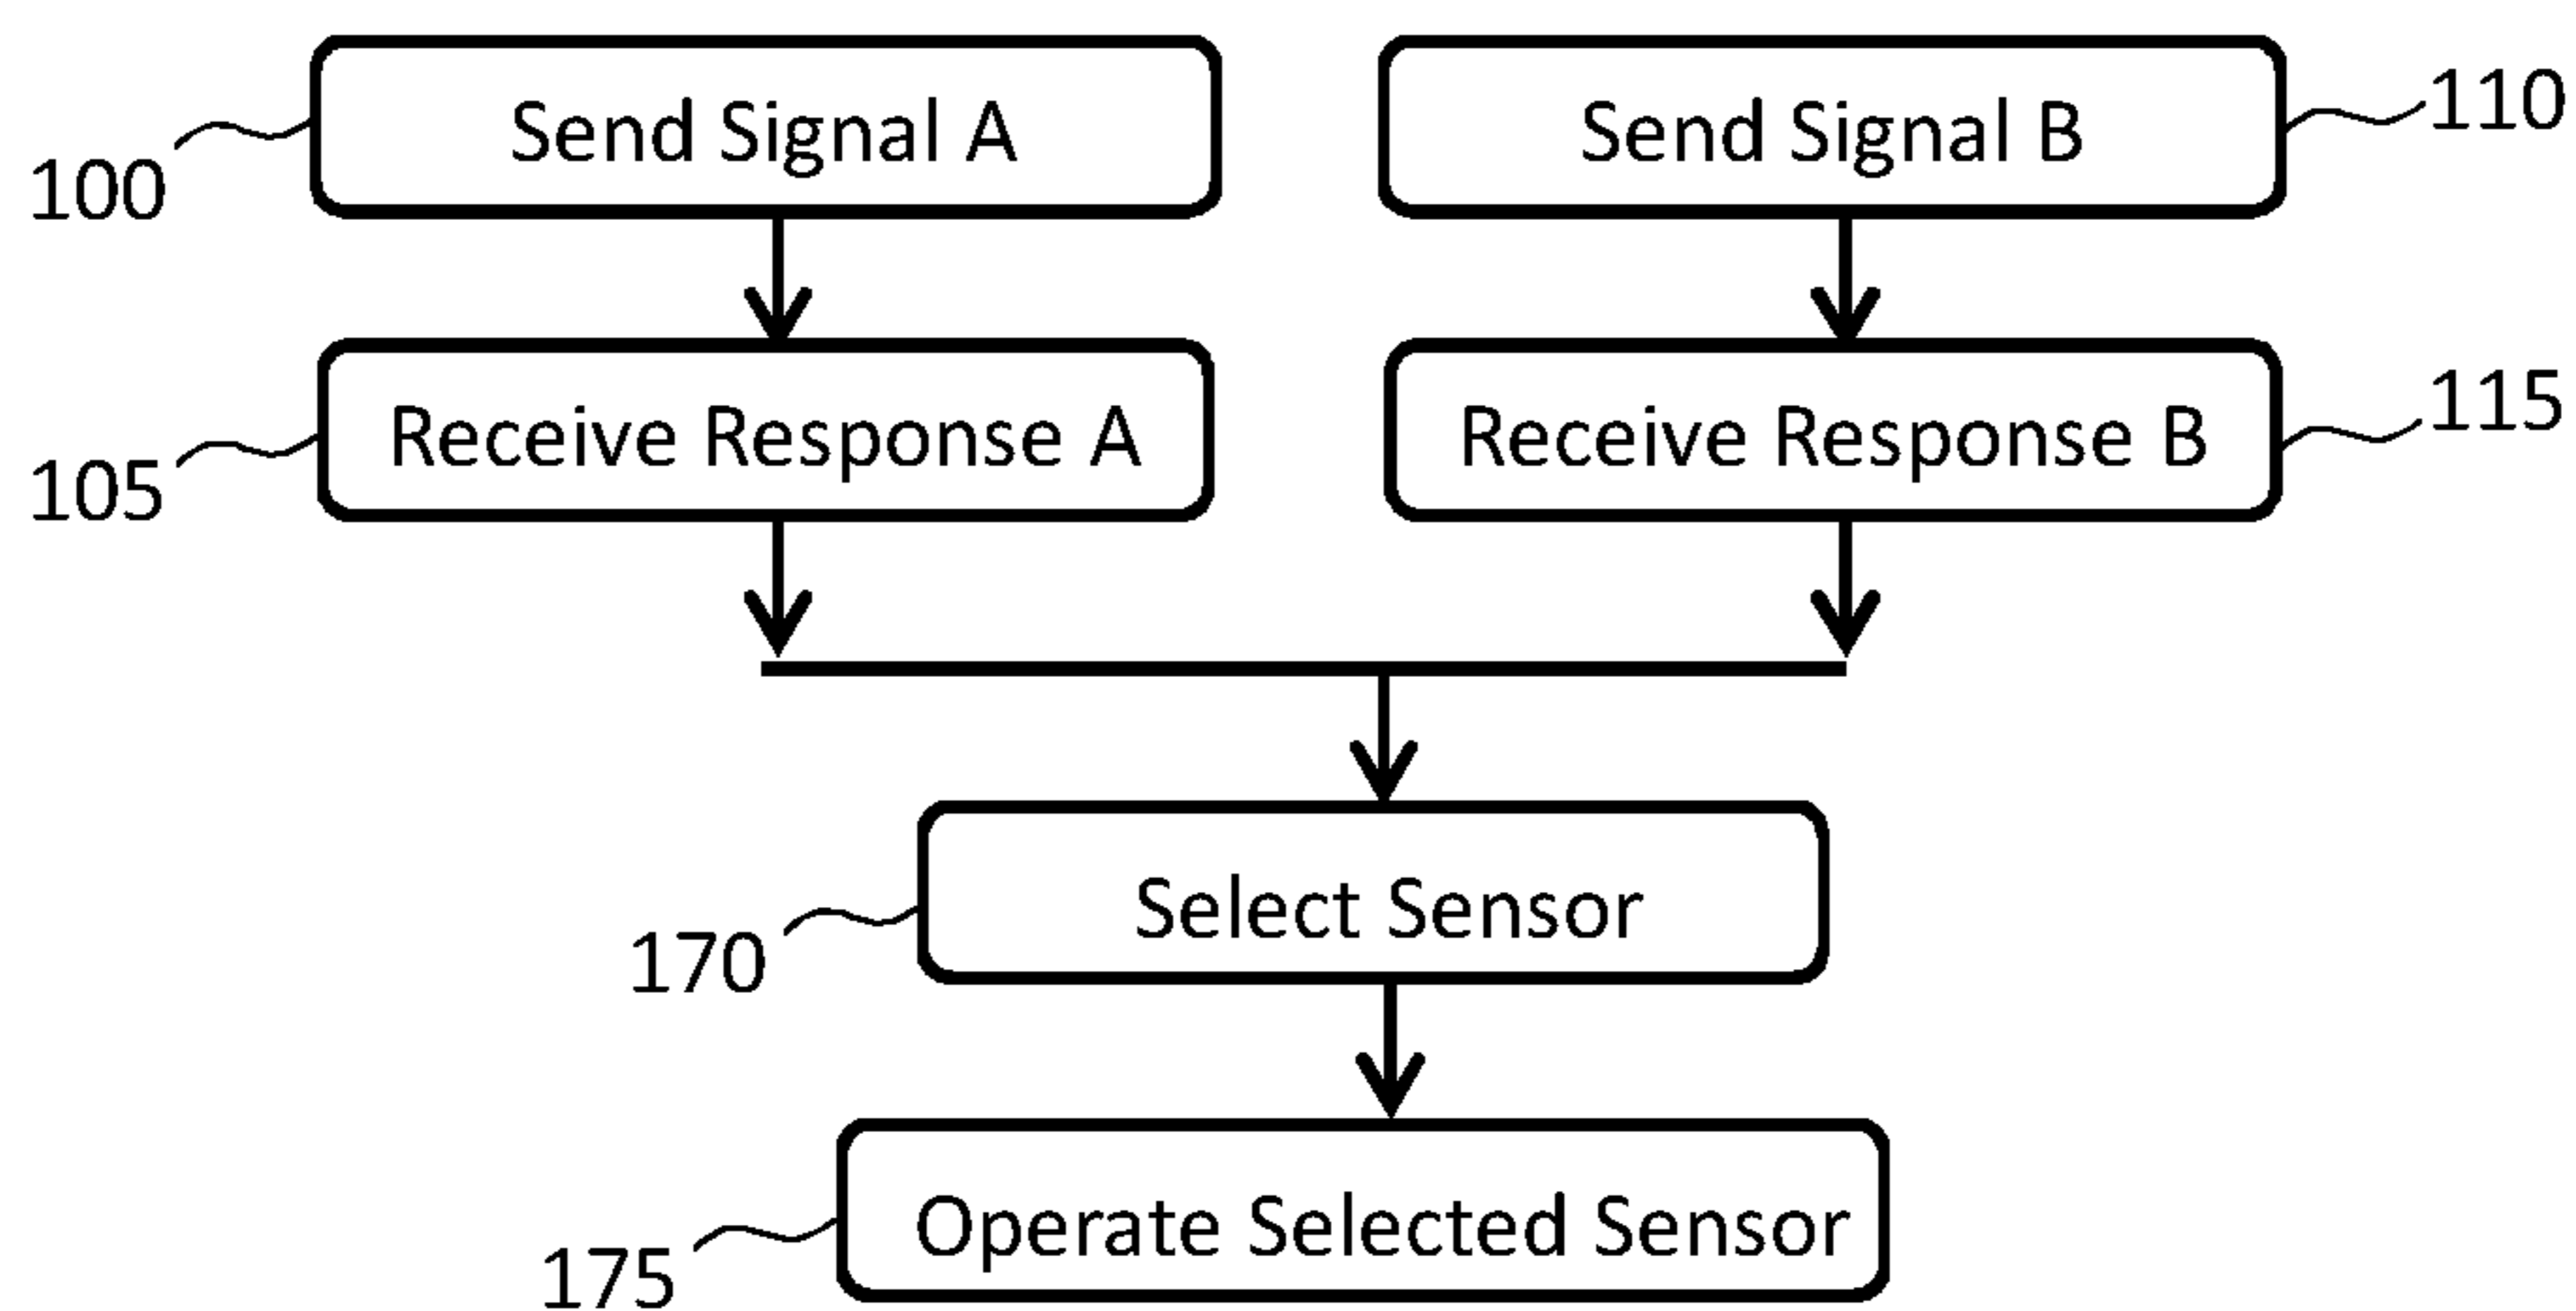 Send Signal A
Send Signal B
110
100
Receive Response A
Receive Response B
115
105
Select Sensor
170
Operate Selected Sensor
175